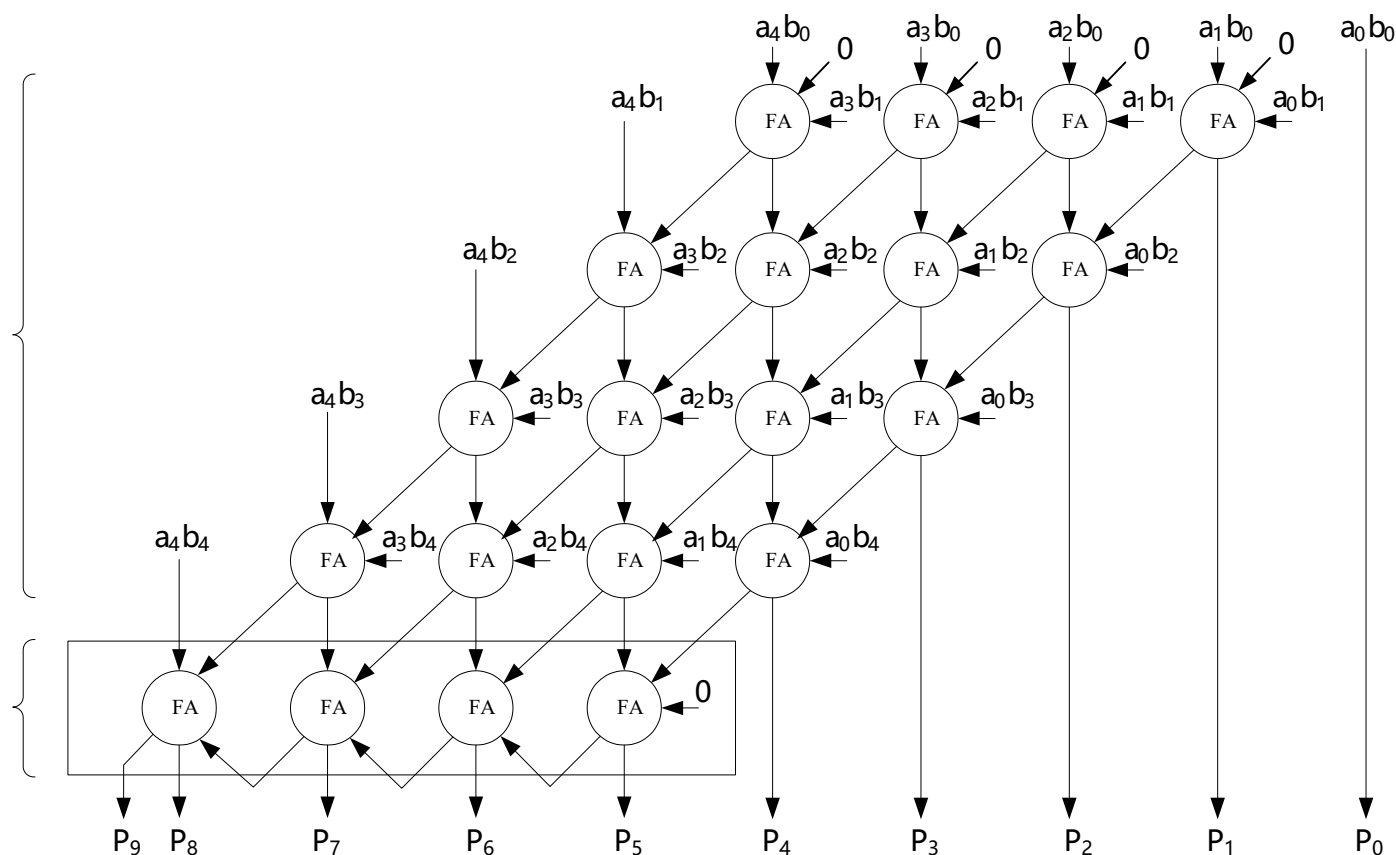 a₄b₀ a₃b₀ a₂b₀ a₁b₀ a₀b₀
0 0 0 0
a₄b₁ FA a₃b₁ FA a₂b₁ FA a₁b₁ FA a₀b₁
a₄b₂ FA a₃b₂ FA a₂b₂ FA a₁b₂ FA a₀b₂
a₄b₃ FA a₃b₃ FA a₂b₃ FA a₁b₃ FA a₀b₃
a₄b₄ FA a₃b₄ FA a₂b₄ FA a₁b₄ FA a₀b₄
FA FA FA FA 0
P₉ P₈ P₇ P₆ P₅ P₄ P₃ P₂ P₁ P₀